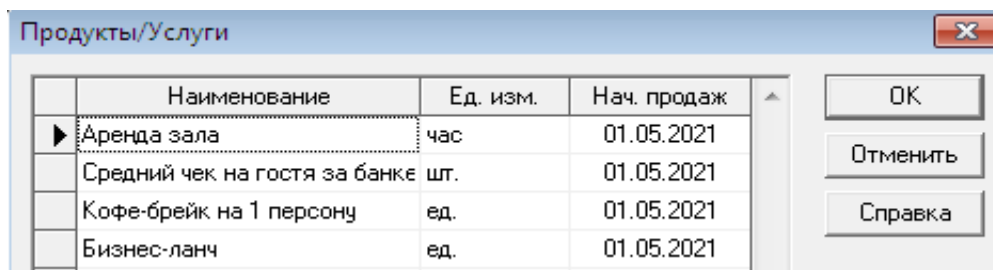 Продукты/Услуги
Наименование Ед. изм. Нач. продаж
Аренда зала час 01.05.2021
Средний чек на гостя за банке шт. 01.05.2021
Кофе-брейк на 1 персону ед. 01.05.2021
Бизнес-ланч ед. 01.05.2021
OK
Отменить
Справка